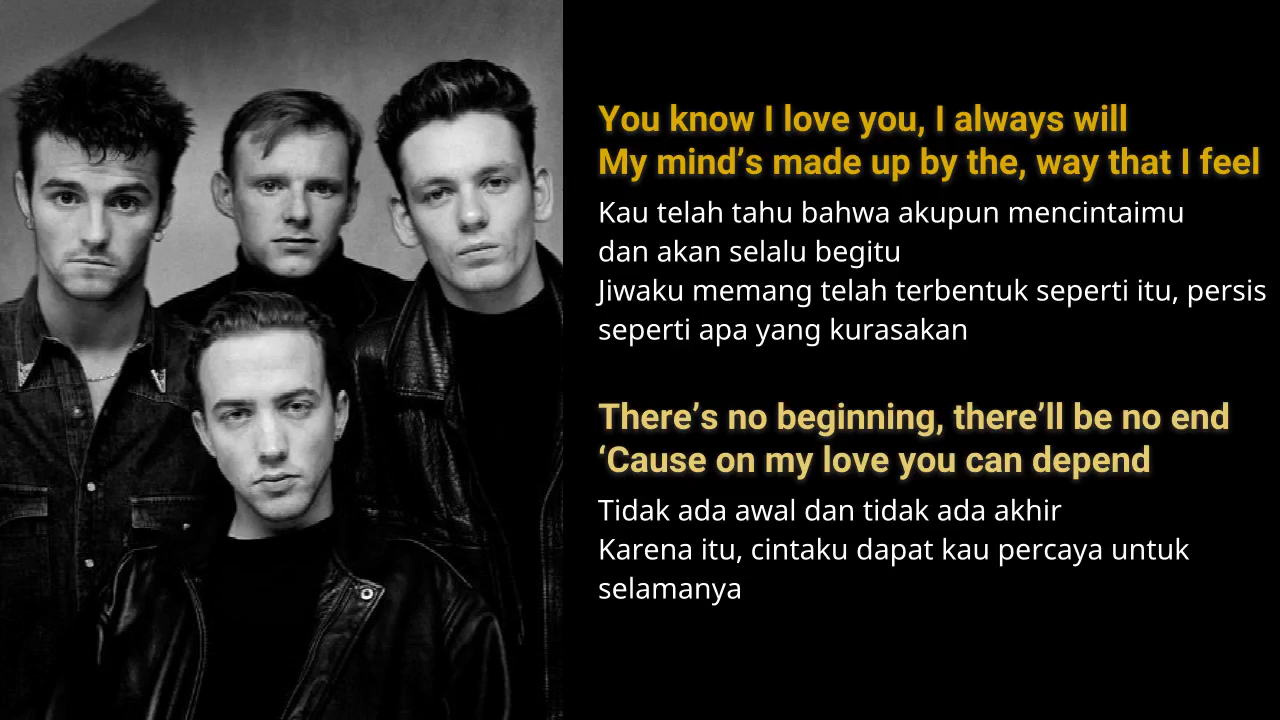 You know I love you, I always will
My mind’s made up by the, way that I feel
Kau telah tahu bahwa akupun mencintaimu
dan akan selalu begitu
Jiwaku memang telah terbentuk seperti itu, persis
seperti apa yang kurasakan
There’s no beginning, there’ll be no end
‘Cause on my love you can depend
Tidak ada awal dan tidak ada akhir
Karena itu, cintaku dapat kau percaya untuk
selamanya